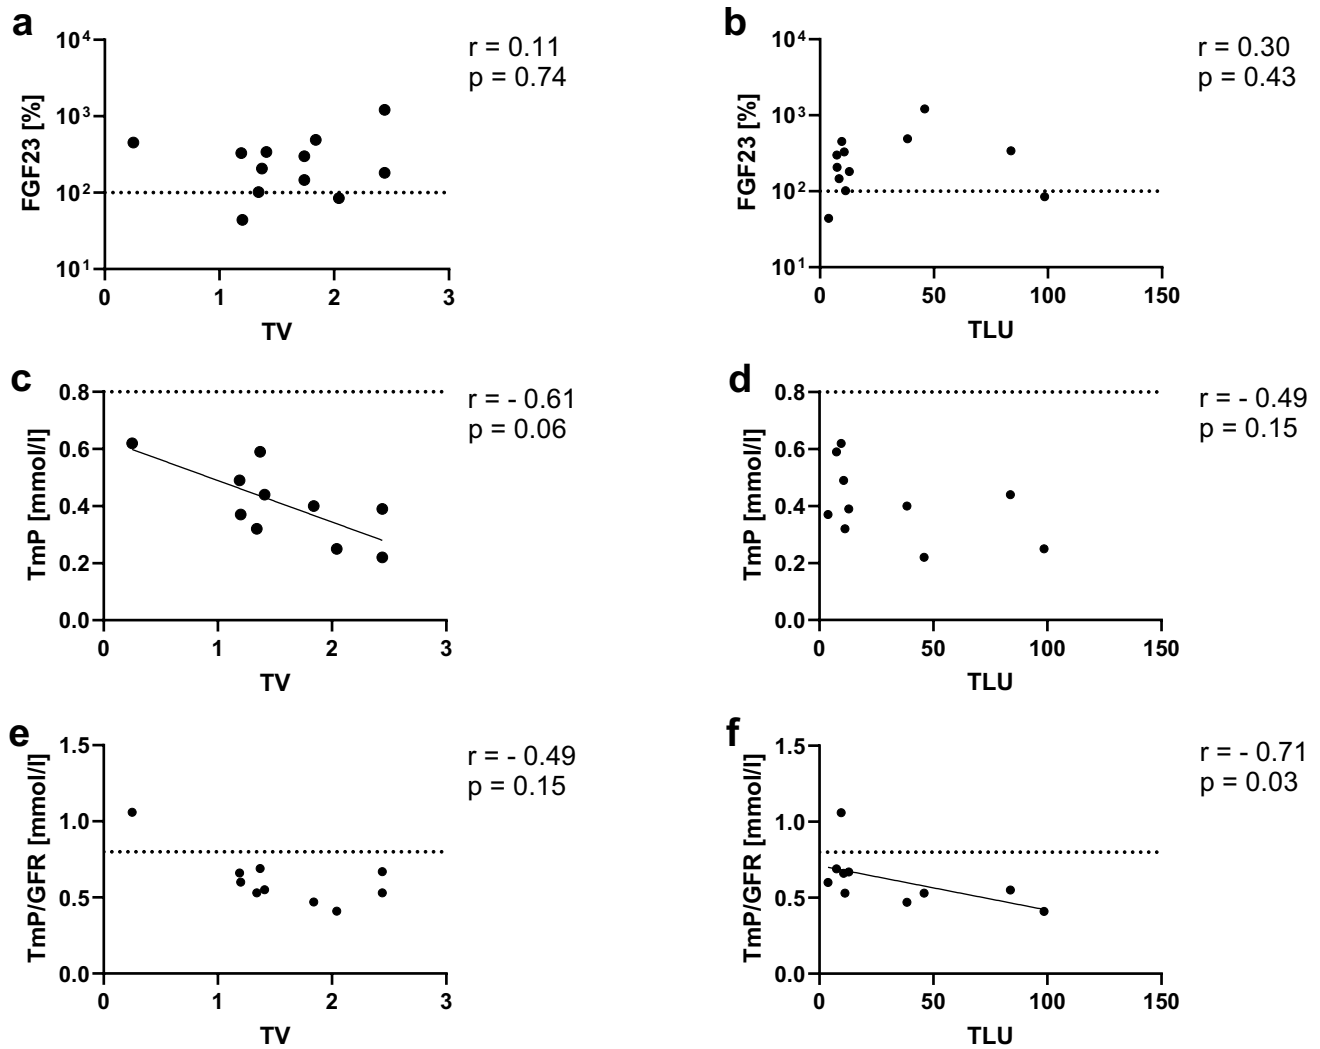 a
r = 0.11
p = 0.74
FGF23 [%]
10⁴
10³
10²
10¹
0 1 2 3
TV
b
r = 0.30
p = 0.43
FGF23 [%]
10⁴
10³
10²
10¹
0 50 100 150
TLU
c
r = - 0.61
p = 0.06
TmP [mmol/l]
0.8
0.6
0.4
0.2
0.0
0 1 2 3
TV
d
r = - 0.49
p = 0.15
TmP [mmol/l]
0.8
0.6
0.4
0.2
0.0
0 50 100 150
TLU
e
r = - 0.49
p = 0.15
TmP/GFR [mmol/l]
1.5
1.0
0.5
0.0
0 1 2 3
TV
f
r = - 0.71
p = 0.03
TmP/GFR [mmol/l]
1.5
1.0
0.5
0.0
0 50 100 150
TLU